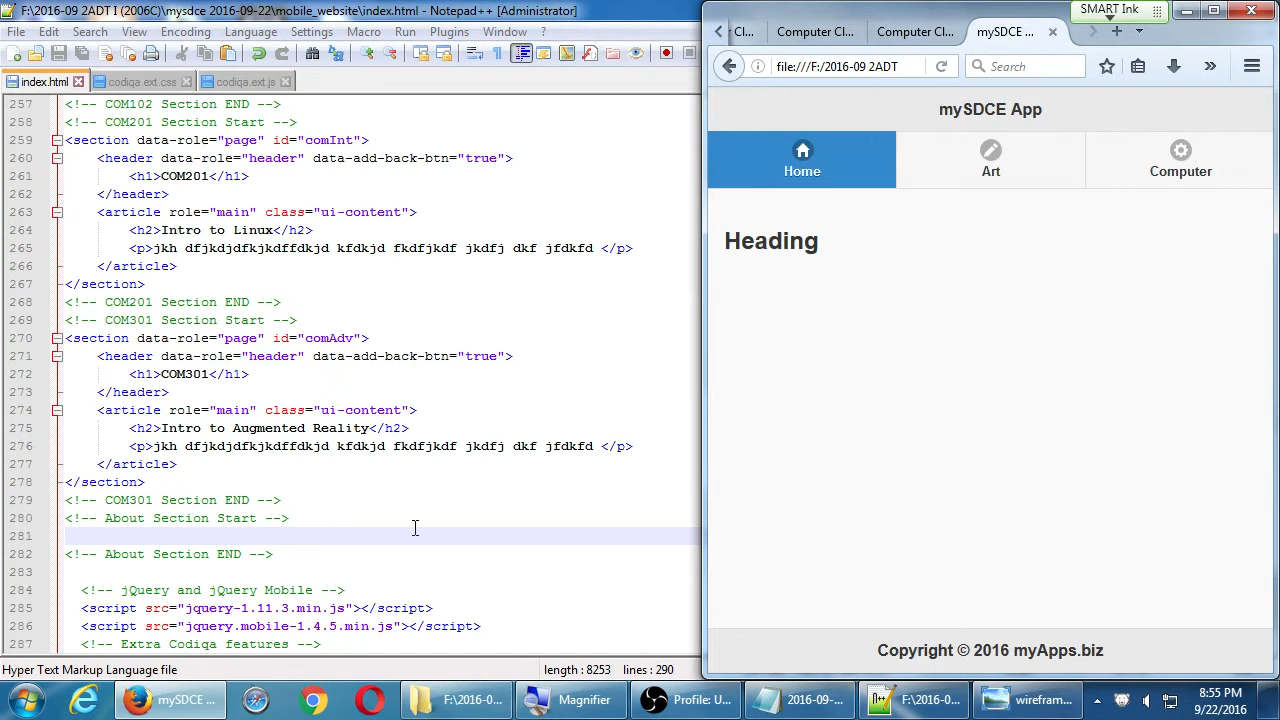 F:\2016-09 2ADT I (2006C)\mysdce 2016-09-22\mobile_website\index.html - Notepad++ [Administrator]
SMART Ink
File Edit Search View Encoding Language Settings Macro Run Plugins Window ?
index.html codiqa.ext.css codiqa.ext.js
257 <!-- COM102 Section END -->
258 <!-- COM201 Section Start -->
259 <section data-role="page" id="comInt">
260 <header data-role="header" data-add-back-btn="true">
261 <h1>COM201</h1>
262 </header>
263 <article role="main" class="ui-content">
264 <h2>Intro to Linux</h2>
265 <p>jkh dfjkdjdfkjkdffdkjd kfdkjd fkdfjkdf jkdfj dkf jfdkfd </p>
266 </article>
267 </section>
268 <!-- COM201 Section END -->
269 <!-- COM301 Section Start -->
270 <section data-role="page" id="comAdv">
271 <header data-role="header" data-add-back-btn="true">
272 <h1>COM301</h1>
273 </header>
274 <article role="main" class="ui-content">
275 <h2>Intro to Augmented Reality</h2>
276 <p>jkh dfjkdjdfkjkdffdkjd kfdkjd fkdfjkdf jkdfj dkf jfdkfd </p>
277 </article>
278 </section>
279 <!-- COM301 Section END -->
280 <!-- About Section Start -->
281
282 <!-- About Section END -->
283
284 <!-- jQuery and jQuery Mobile -->
285 <script src="jquery-1.11.3.min.js"></script>
286 <script src="jquery.mobile-1.4.5.min.js"></script>
287 <!-- Extra Codiqa features -->
Hyper Text Markup Language file length : 8253 lines : 290
Cl... Computer Cl... Computer Cl... mySDCE ...
file:///F:/2016-09 2ADT Search
mySDCE App
Home Art Computer
Heading
Copyright © 2016 myApps.biz
mySDCE ... F:\2016-0... Magnifier Profile: U... 2016-09-... F:\2016-0... wirefram...
8:55 PM
9/22/2016